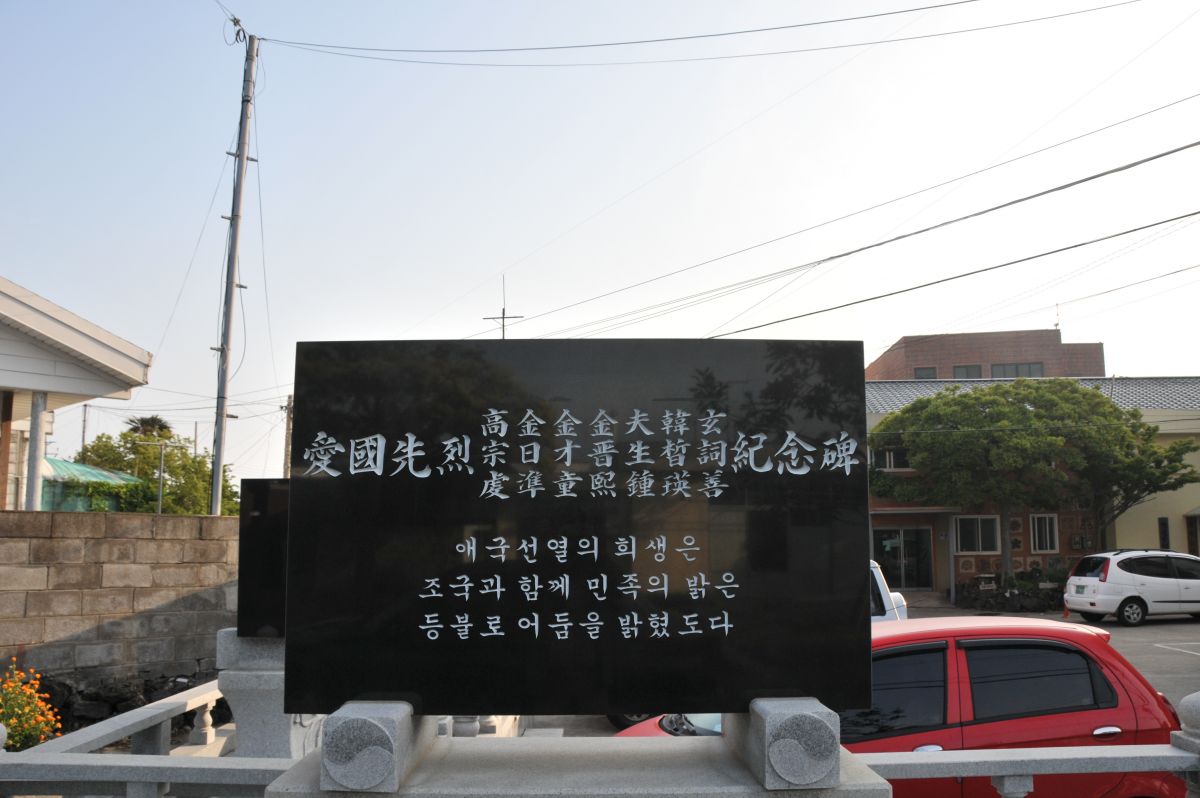 愛國先烈
高宗處
金日準
金才童
金晋熙
夫生鍾
韓晳瑛
玄詞善
紀念碑
애국선열의 희생은
조국과 함께 민족의 밝은
등불로 어둠을 밝혔도다